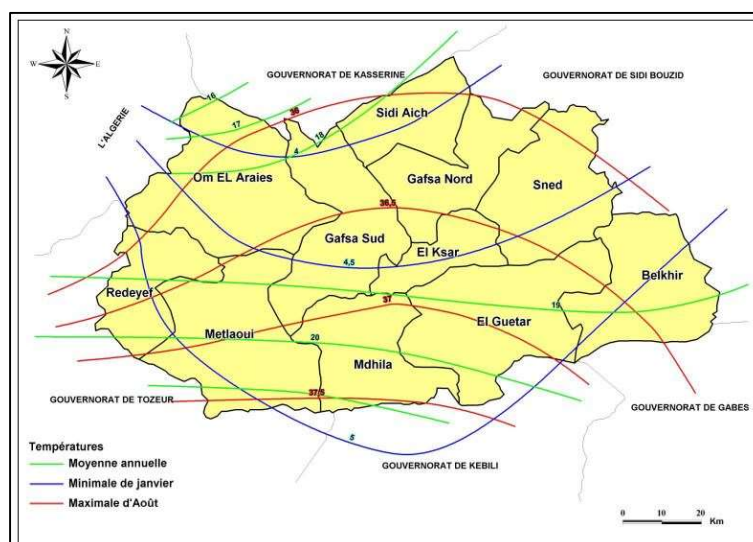 N
W
E
S
GOUVERNORAT DE KASSERINE
GOUVERNORAT DE SIDI BOUZID
L'ALGERIE
16
17
36
18
4
Sidi Aich
Om EL Araies
Gafsa Nord
Sned
36,5
Gafsa Sud
El Ksar
4,5
Belkhir
Redeyef
37
19
Metlaoui
El Guetar
20
Mdhila
37,5
GOUVERNORAT DE TOZEUR
GOUVERNORAT DE GABES
5
GOUVERNORAT DE KEBILI
Températures
Moyenne annuelle
Minimale de janvier
Maximale d'Août
0 10 20
Km